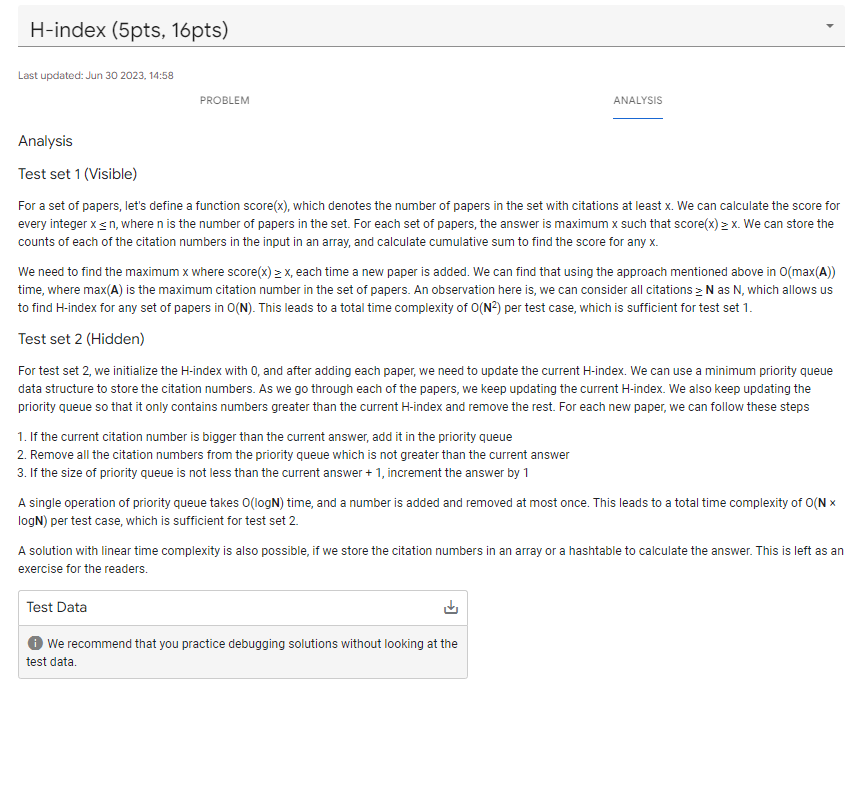 H-index (5pts, 16pts)
Last updated: Jun 30 2023, 14:58
PROBLEM
ANALYSIS
Analysis
Test set 1 (Visible)
For a set of papers, let's define a function score(x), which denotes the number of papers in the set with citations at least x. We can calculate the score for
every integer x ≤ n, where n is the number of papers in the set. For each set of papers, the answer is maximum x such that score(x) ≥ x. We can store the
counts of each of the citation numbers in the input in an array, and calculate cumulative sum to find the score for any x.
We need to find the maximum x where score(x) ≥ x, each time a new paper is added. We can find that using the approach mentioned above in O(max(A))
time, where max(A) is the maximum citation number in the set of papers. An observation here is, we can consider all citations ≥ N as N, which allows us
to find H-index for any set of papers in O(N). This leads to a total time complexity of O(N²) per test case, which is sufficient for test set 1.
Test set 2 (Hidden)
For test set 2, we initialize the H-index with 0, and after adding each paper, we need to update the current H-index. We can use a minimum priority queue
data structure to store the citation numbers. As we go through each of the papers, we keep updating the current H-index. We also keep updating the
priority queue so that it only contains numbers greater than the current H-index and remove the rest. For each new paper, we can follow these steps
1. If the current citation number is bigger than the current answer, add it in the priority queue
2. Remove all the citation numbers from the priority queue which is not greater than the current answer
3. If the size of priority queue is not less than the current answer + 1, increment the answer by 1
A single operation of priority queue takes O(logN) time, and a number is added and removed at most once. This leads to a total time complexity of O(N ×
logN) per test case, which is sufficient for test set 2.
A solution with linear time complexity is also possible, if we store the citation numbers in an array or a hashtable to calculate the answer. This is left as an
exercise for the readers.
Test Data
We recommend that you practice debugging solutions without looking at the
test data.